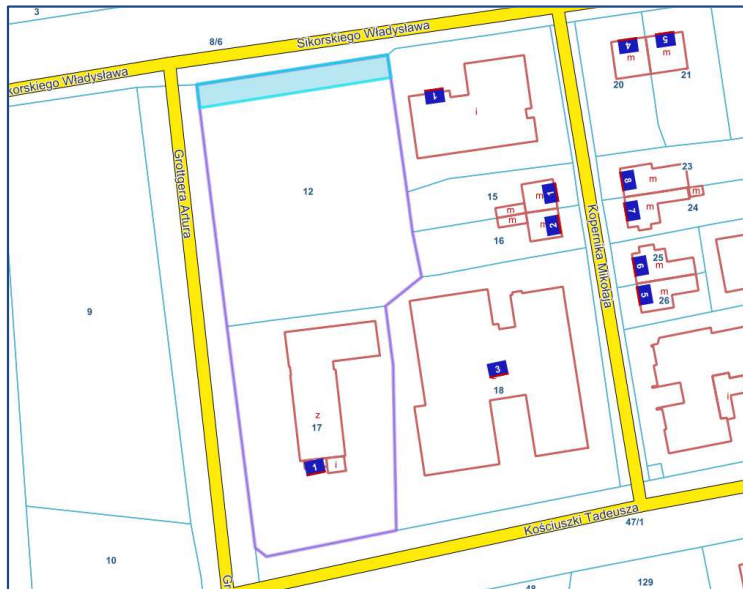 3
8/6
Sikorskiego Władysława
korskiego Władysława
4
m
5
m
20
21
1
i
Grottgera Artura
12
23
8
m
7
m
m
24
15
m
1
m
m
m
2
16
Kopernika Mikołaja
6
25
m
5
m
26
9
3
18
z
17
1
i
i
Kościuszki Tadeusza
47/1
10
Gr
48
129